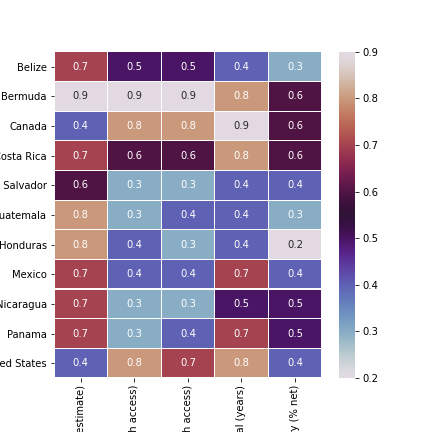 Belize 0.7 0.5 0.5 0.4 0.3
Bermuda 0.9 0.9 0.9 0.8 0.6
Canada 0.4 0.8 0.8 0.9 0.6
osta Rica 0.7 0.6 0.6 0.8 0.6
Salvador 0.6 0.3 0.3 0.4 0.4
uatemala 0.8 0.3 0.4 0.4 0.3
Honduras 0.8 0.4 0.3 0.4 0.2
Mexico 0.7 0.4 0.4 0.7 0.4
Nicaragua 0.7 0.3 0.3 0.5 0.5
Panama 0.7 0.3 0.4 0.7 0.5
ed States 0.4 0.8 0.7 0.8 0.4
estimate)
h access)
h access)
al (years)
y (% net)
0.9
0.8
0.7
0.6
0.5
0.4
0.3
0.2